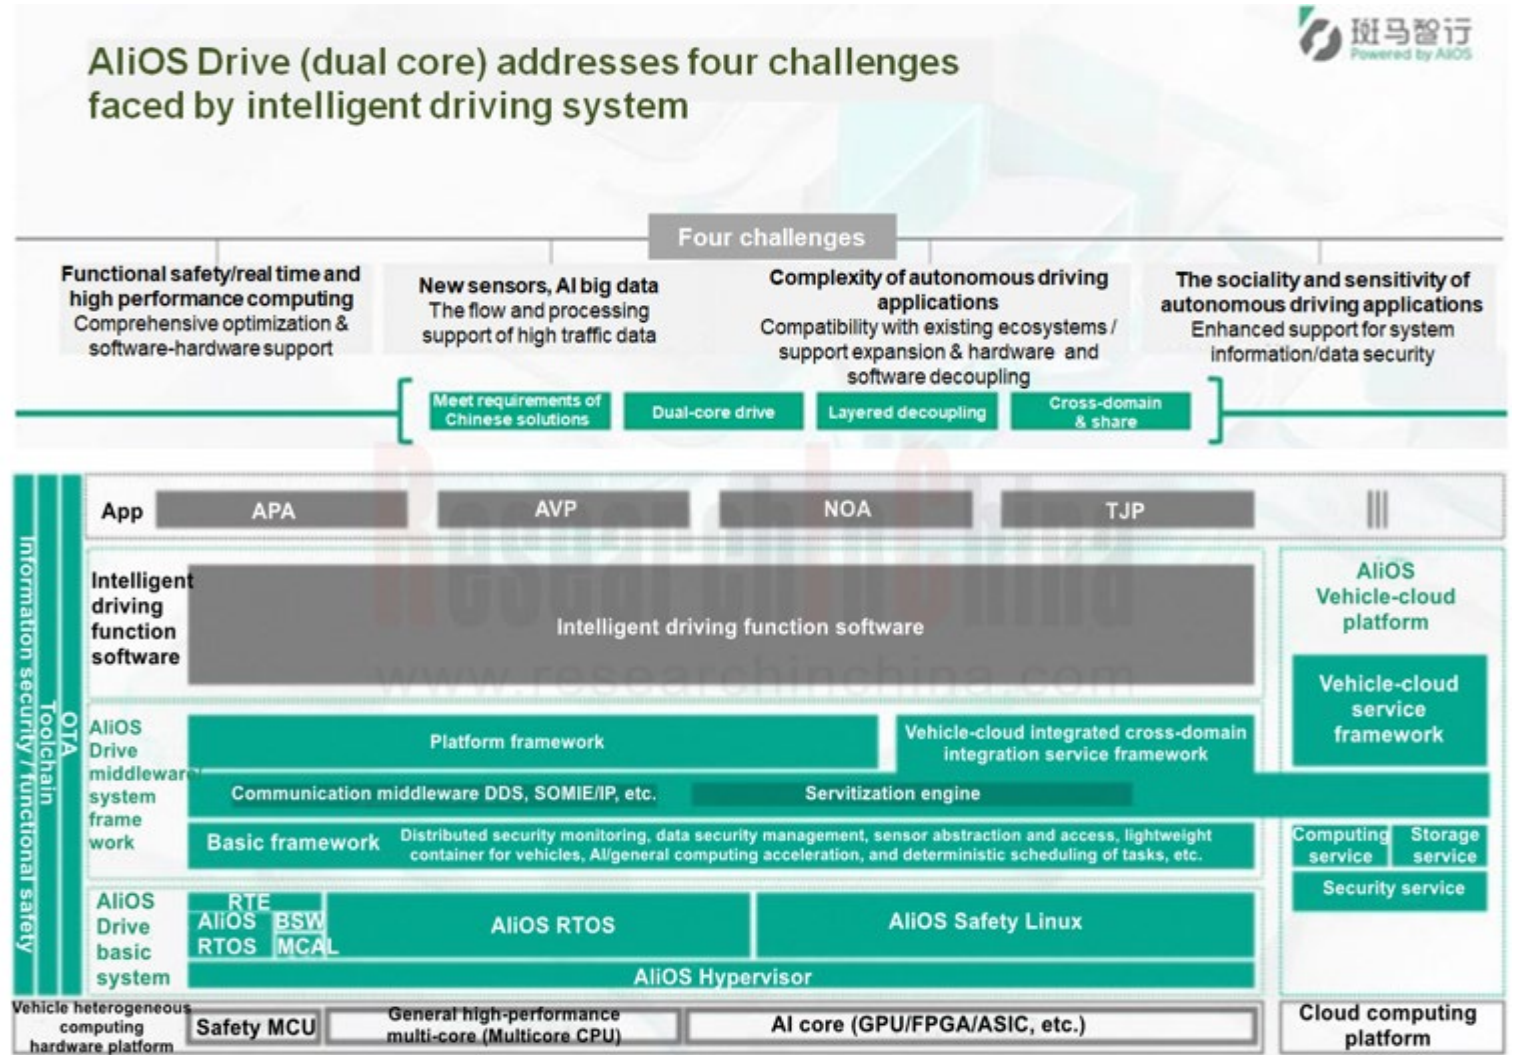 AliOS Drive (dual core) addresses four challenges
faced by intelligent driving system
斑马智行
Powered by AliOS
Four challenges
Functional safety/real time and
high performance computing
Comprehensive optimization &
software-hardware support
New sensors, AI big data
The flow and processing
support of high traffic data
Complexity of autonomous driving
applications
Compatibility with existing ecosystems /
support expansion & hardware and
software decoupling
The sociality and sensitivity of
autonomous driving applications
Enhanced support for system
information/data security
Meet requirements of
Chinese solutions
Dual-core drive
Layered decoupling
Cross-domain
& share
ResearchInChina
www.researchinchina.com
Information security / functional safety
Toolchain
OTA
App
APA
AVP
NOA
TJP
Intelligent
driving
function
software
Intelligent driving function software
AliOS
Vehicle-cloud
platform
Vehicle-cloud
service
framework
AliOS
Drive
middleware/
system
frame
work
Platform framework
Vehicle-cloud integrated cross-domain
integration service framework
Communication middleware DDS, SOMIE/IP, etc.
Servitization engine
Basic framework
Distributed security monitoring, data security management, sensor abstraction and access, lightweight
container for vehicles, AI/general computing acceleration, and deterministic scheduling of tasks, etc.
Computing
service
Storage
service
Security service
AliOS
Drive
basic
system
RTE
AliOS
RTOS
BSW
MCAL
AliOS RTOS
AliOS Safety Linux
AliOS Hypervisor
Vehicle heterogeneous
computing
hardware platform
Safety MCU
General high-performance
multi-core (Multicore CPU)
AI core (GPU/FPGA/ASIC, etc.)
Cloud computing
platform